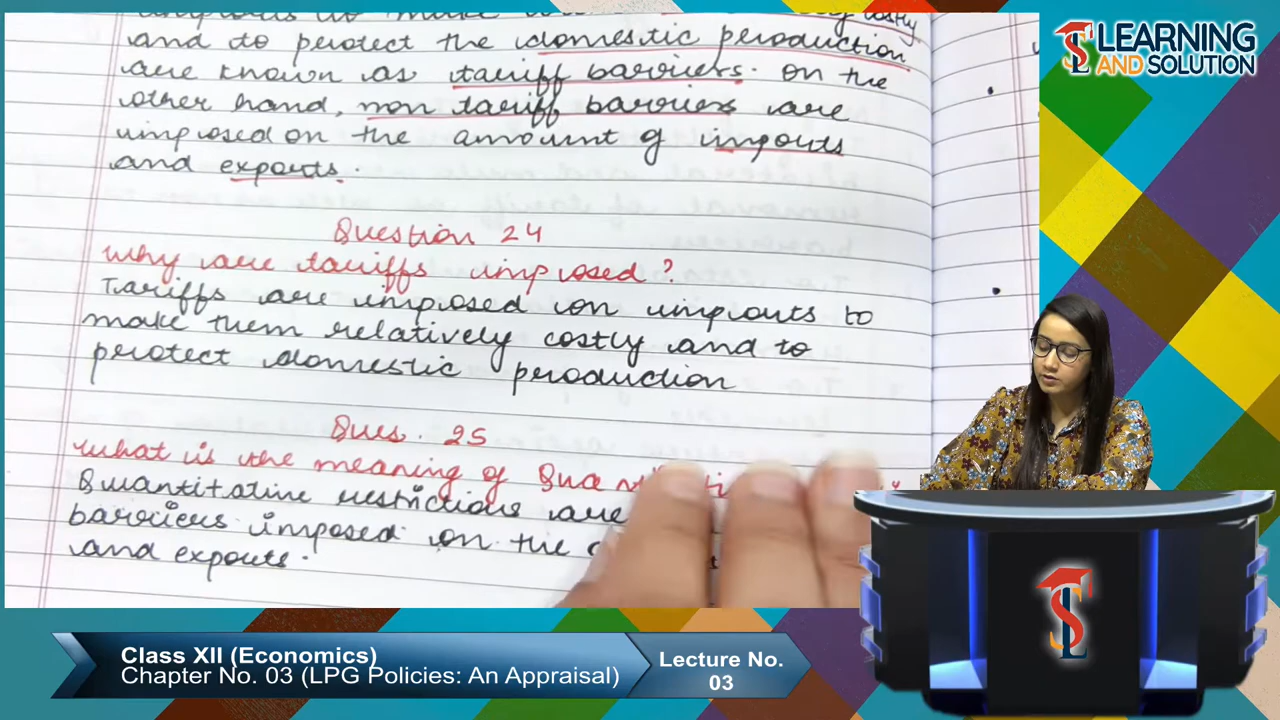 and to protect the domestic production
are known as tariff barriers. On the
other hand, non tariff barriers are
imposed on the amount of imports
and exports.
Question 24
Why are tariffs imposed?
Tariffs are imposed on imports to
make them relatively costly and to
protect domestic production
Ques. 25
What is the meaning of
Quantitative restrictions are
barriers imposed on the
and exports.
SL LEARNING
AND SOLUTION
SL
Class XII (Economics)
Chapter No. 03 (LPG Policies: An Appraisal)
Lecture No.
03